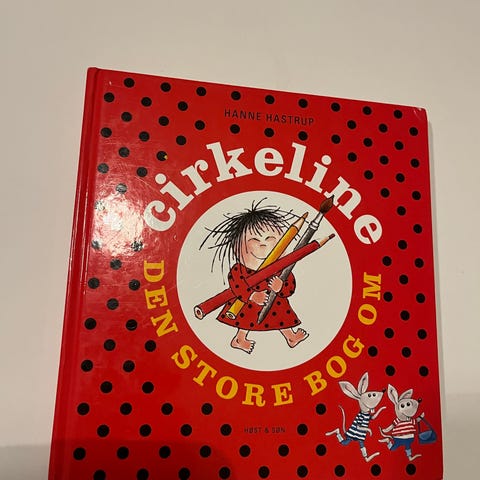 HANNE HASTRUP
cirkeline
DEN STORE BOG OM
HØST & SØN